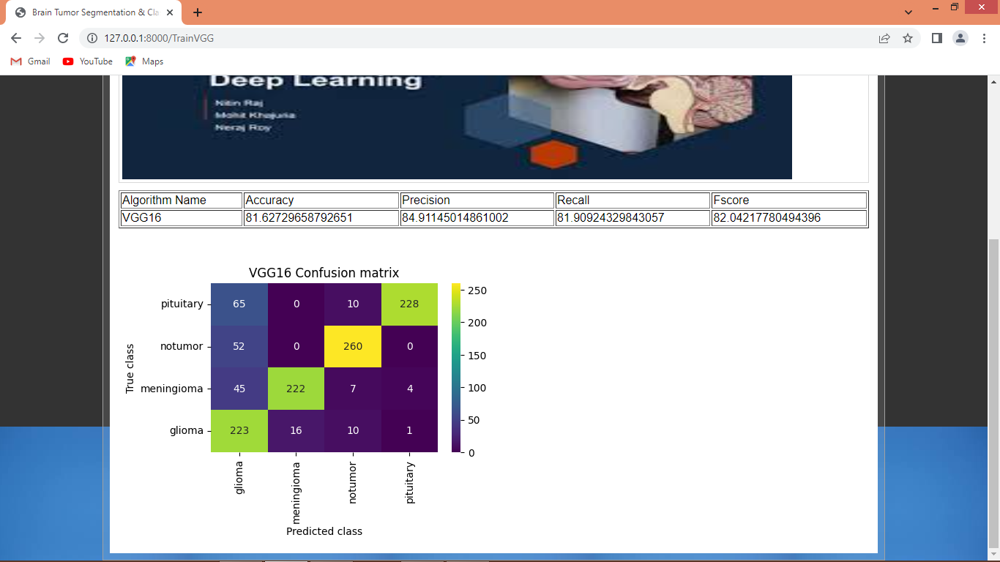 Brain Tumor Segmentation & Cla
127.0.0.1:8000/TrainVGG
Gmail YouTube Maps
Deep Learning
Nitin Raj
Mohit Khajuria
Neraj Roy
Algorithm Name Accuracy Precision Recall Fscore
VGG16 81.62729658792651 84.91145014861002 81.90924329843057 82.04217780494396
VGG16 Confusion matrix
pituitary 65 0 10 228
notumor 52 0 260 0
meningioma 45 222 7 4
glioma 223 16 10 1
True class
glioma meningioma notumor pituitary
Predicted class
250
200
150
100
50
0